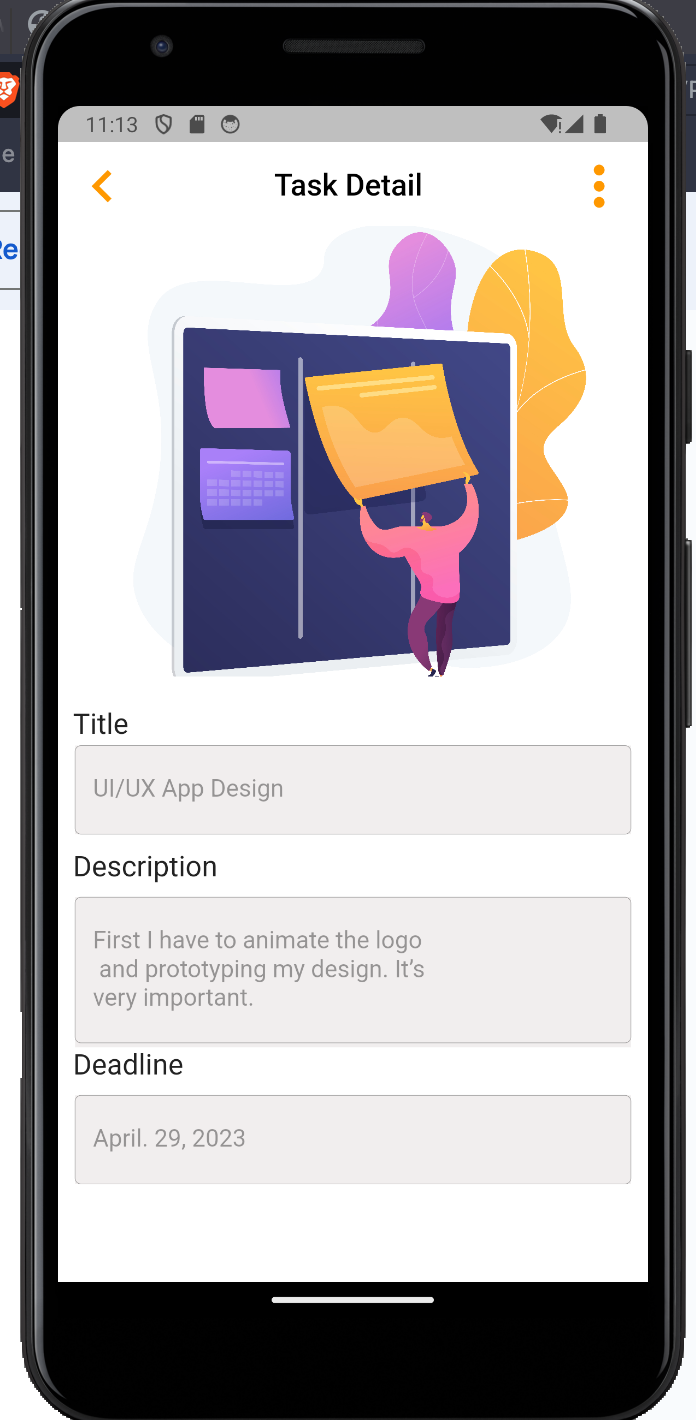 11:13
e
Re
Task Detail
Title
UI/UX App Design
Description
First I have to animate the logo
and prototyping my design. It’s
very important.
Deadline
April. 29, 2023